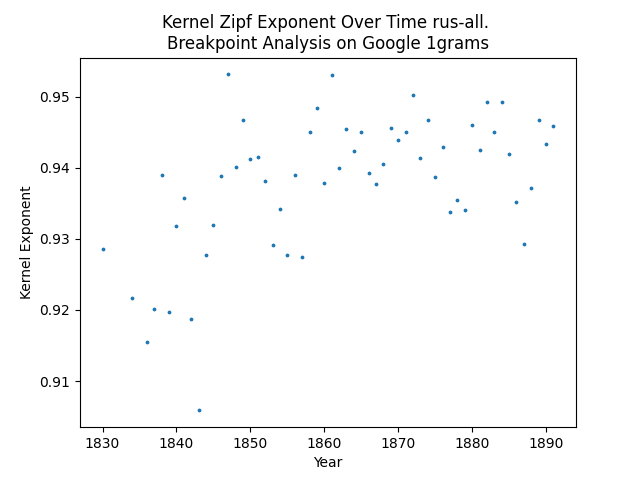 Kernel Zipf Exponent Over Time rus-all.
Breakpoint Analysis on Google 1grams
0.95
0.94
0.93
0.92
0.91
Kernel Exponent
1830 1840 1850 1860 1870 1880 1890
Year